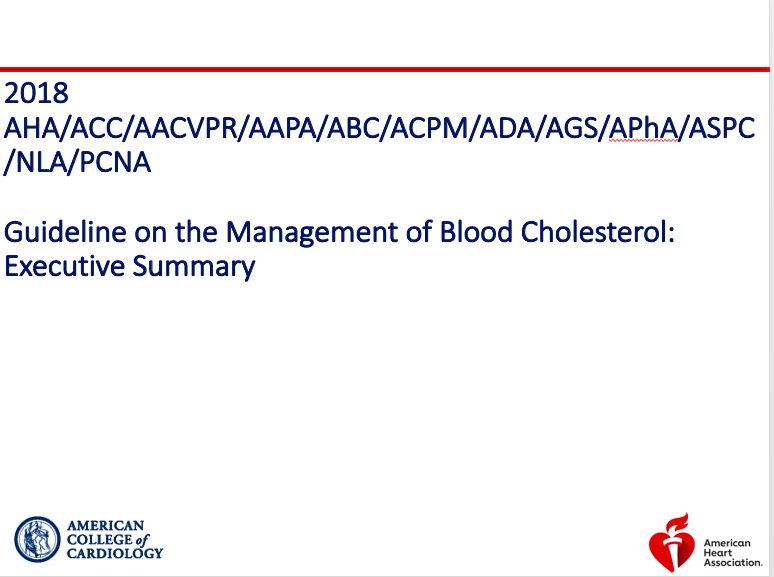 2018
AHA/ACC/AACVPR/AAPA/ABC/ACPM/ADA/AGS/APhA/ASPC
/NLA/PCNA
Guideline on the Management of Blood Cholesterol:
Executive Summary
AMERICAN
COLLEGE of
CARDIOLOGY
American
Heart
Association.